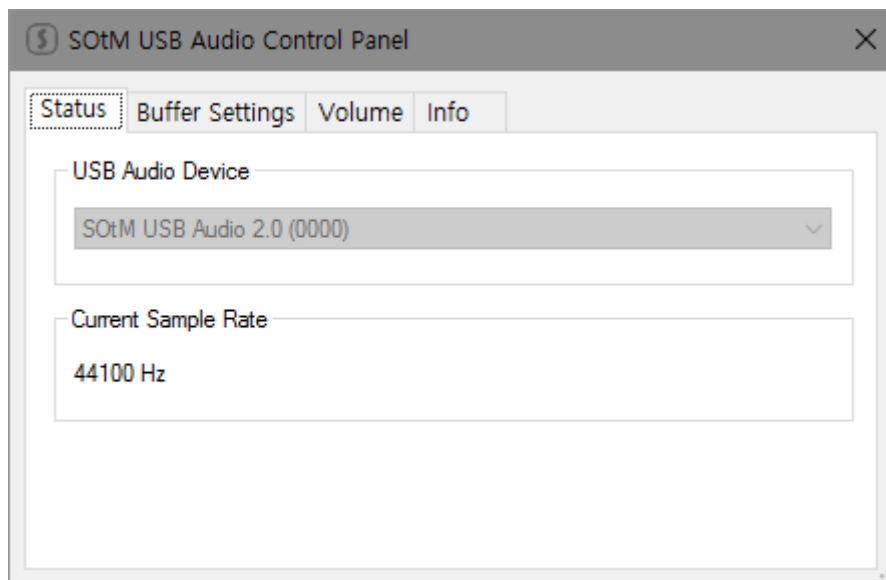 SOtM USB Audio Control Panel
Status Buffer Settings Volume Info
USB Audio Device
SOtM USB Audio 2.0 (0000)
Current Sample Rate
44100 Hz